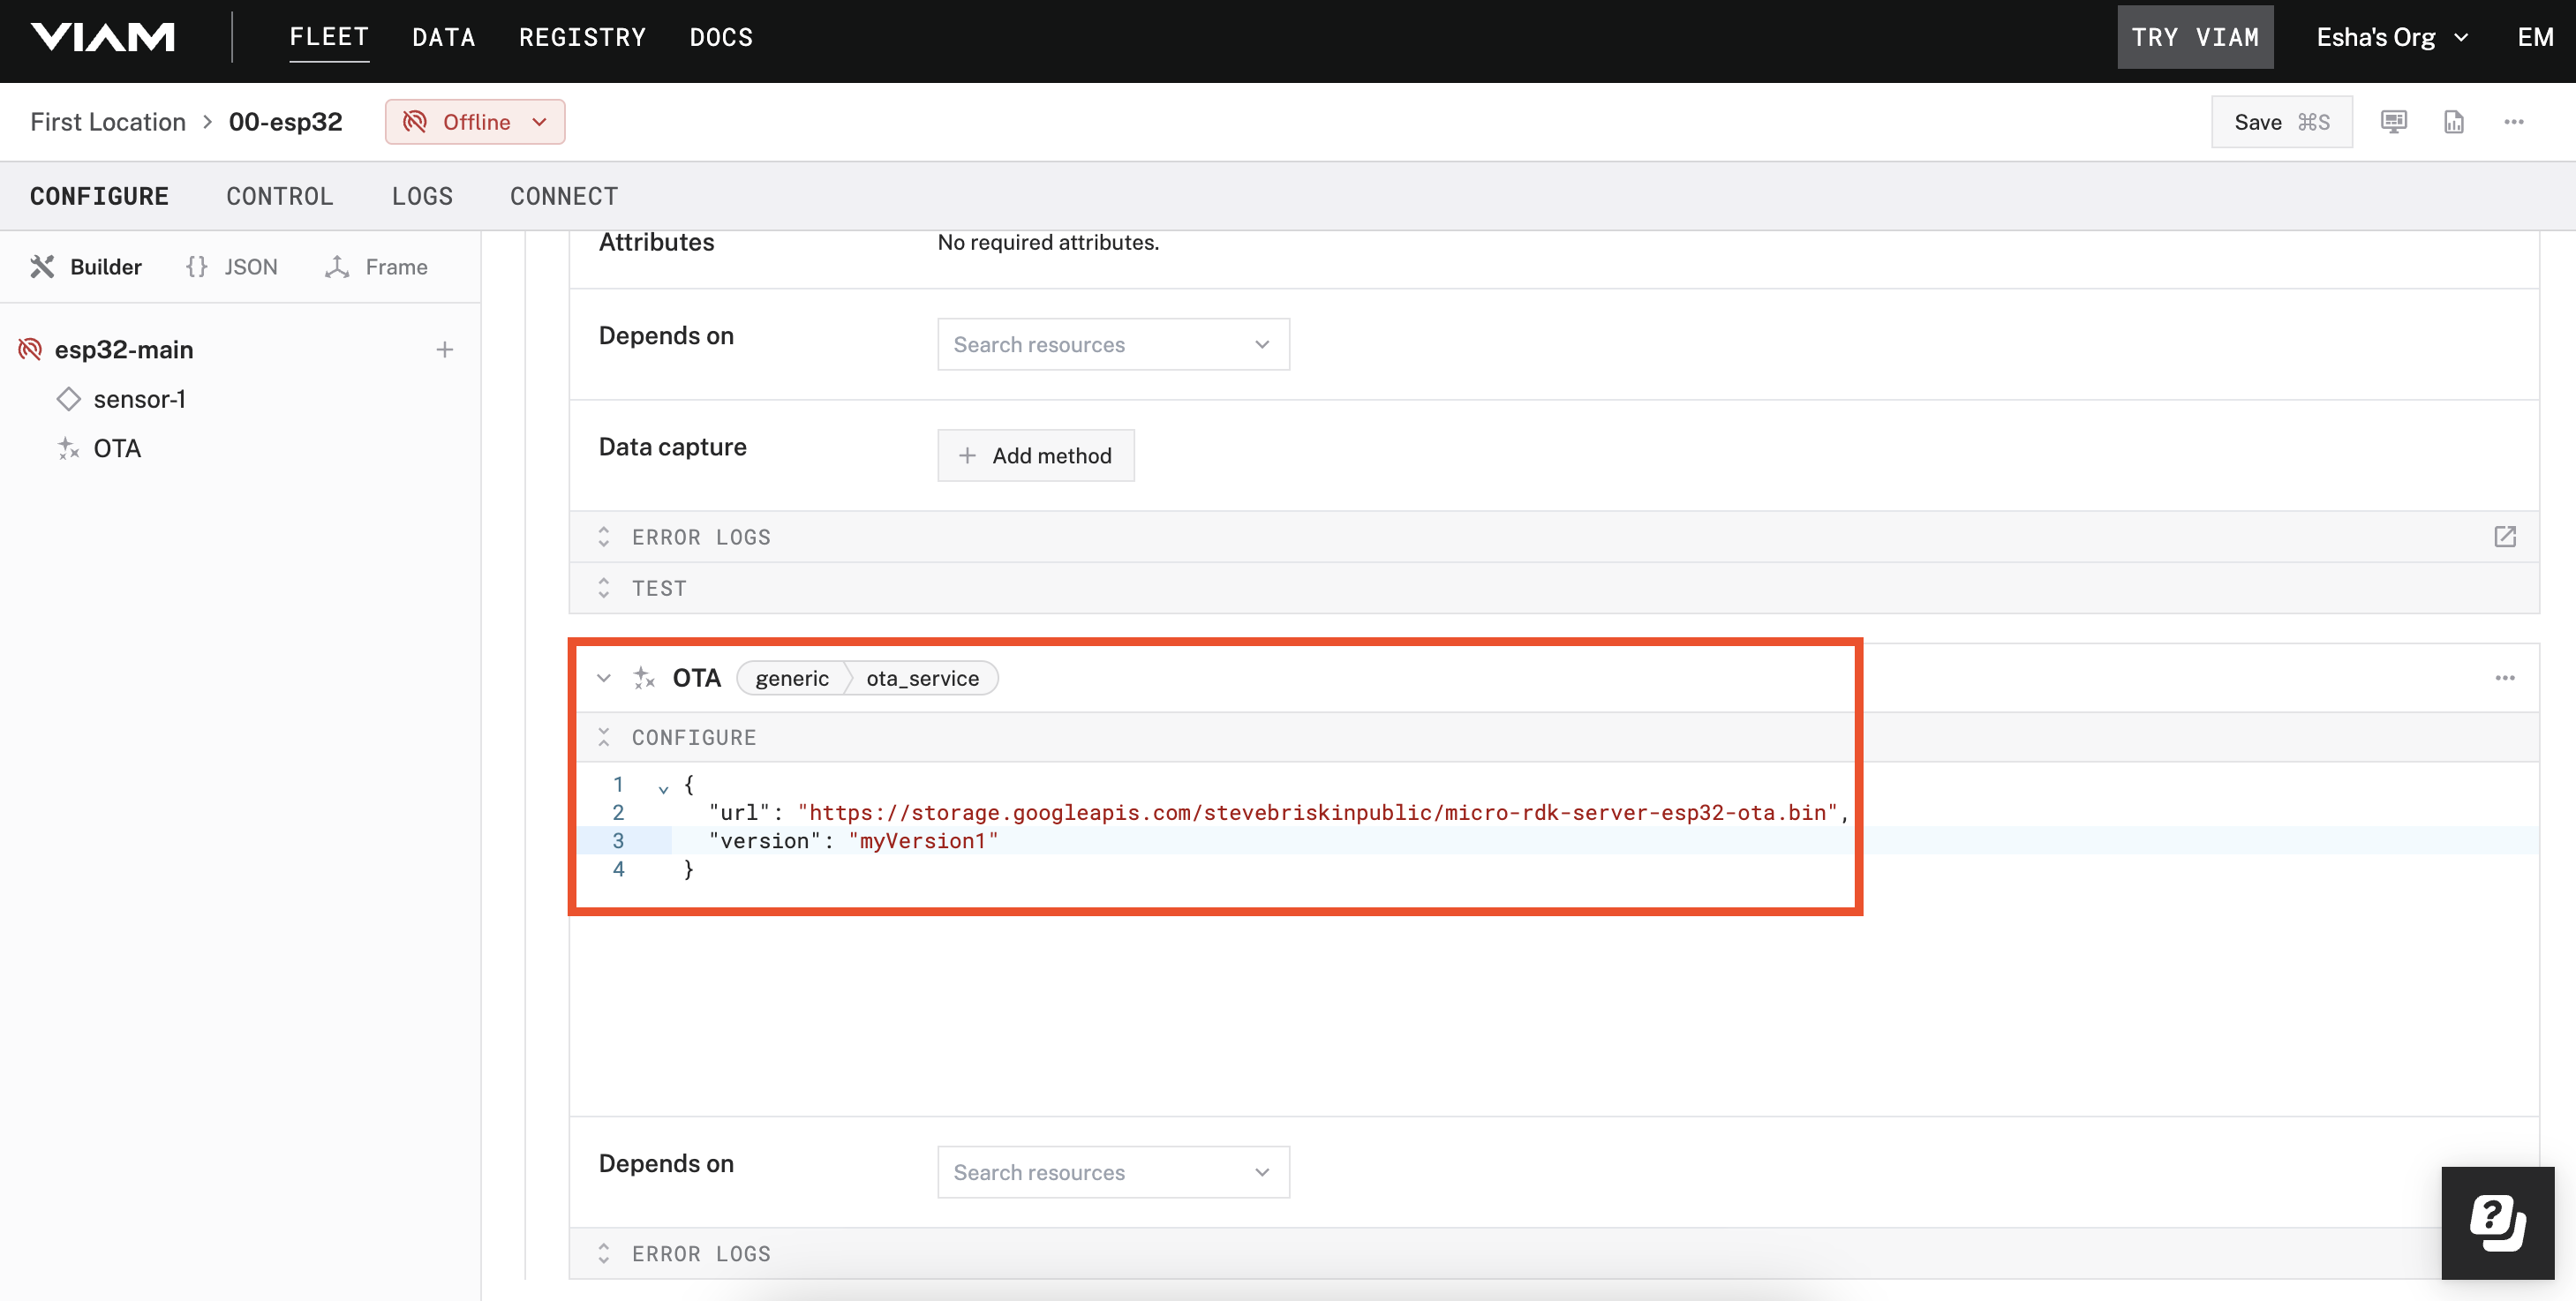 VIAM FLEET DATA REGISTRY DOCS TRY VIAM Esha's Org EM
First Location > 00-esp32 Offline Save ⌘S
CONFIGURE CONTROL LOGS CONNECT
Builder {} JSON Frame
Attributes No required attributes.
esp32-main +
sensor-1
OTA
Depends on Search resources
Data capture + Add method
ERROR LOGS
TEST
OTA generic ota_service
CONFIGURE
1 {
2 "url": "https://storage.googleapis.com/stevebriskinpublic/micro-rdk-server-esp32-ota.bin",
3 "version": "myVersion1"
4 }
Depends on Search resources
ERROR LOGS
?